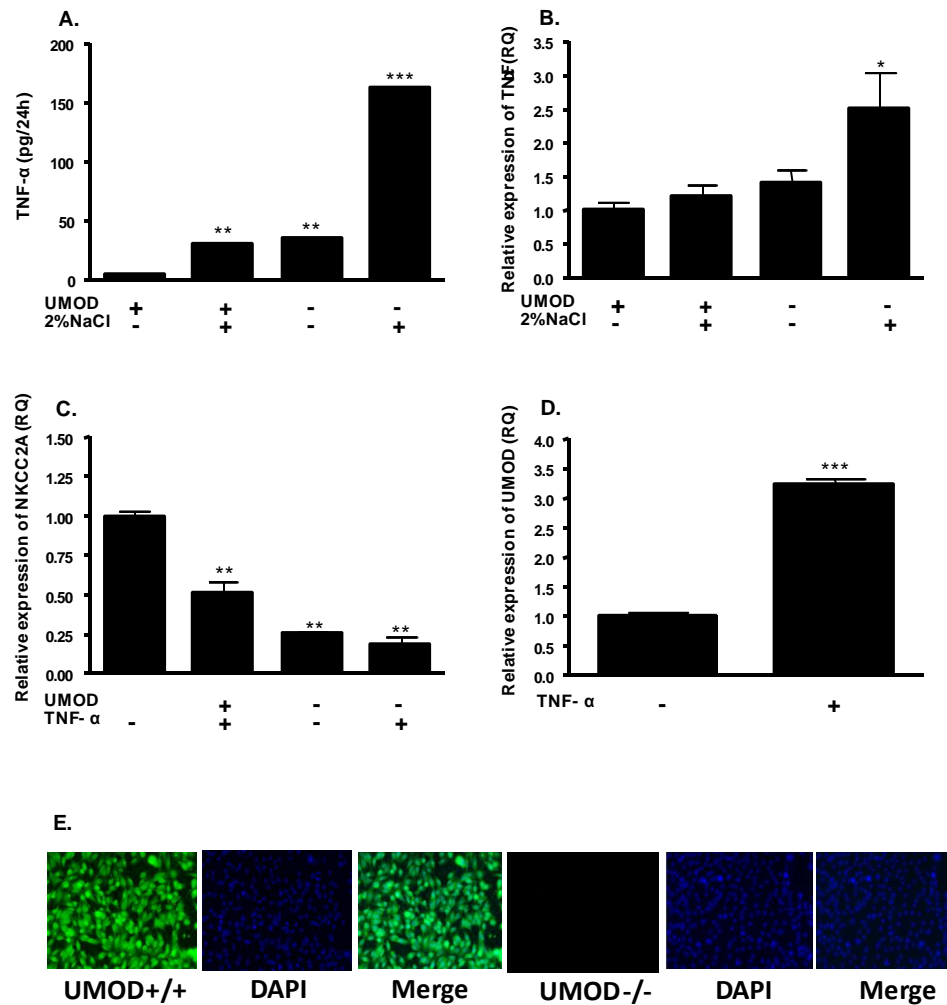 A.
TNF-α (pg/24h)
200
150
100
50
0
**
**
***
UMOD + + - -
2%NaCl - + - +
B.
Relative expression of TNF (RQ)
3.5
3.0
2.5
2.0
1.5
1.0
0.5
0.0
*
UMOD + + - -
2%NaCl - + - +
C.
Relative expression of NKCC2A (RQ)
1.50
1.25
1.00
0.75
0.50
0.25
0.00
**
**
**
UMOD + - -
TNF- α - + - +
D.
Relative expression of UMOD (RQ)
4.0
3.5
3.0
2.5
2.0
1.5
1.0
0.5
0.0
***
TNF- α - +
E.
UMOD+/+ DAPI Merge UMOD-/- DAPI Merge